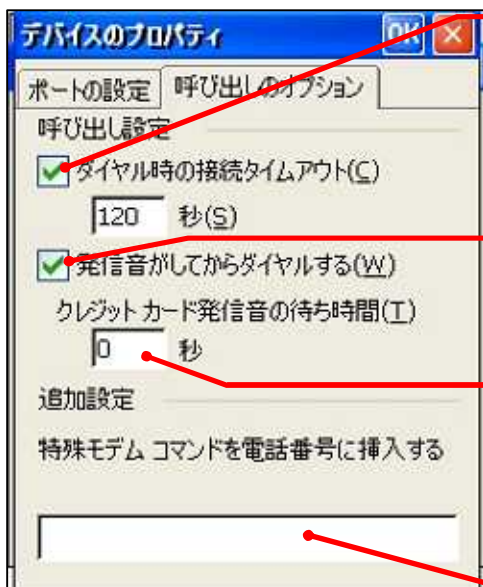 デバイスのプロパティ OK
ポートの設定 呼び出しのオプション
呼び出し設定
ダイヤル時の接続タイムアウト(C)
120 秒(S)
発信音がしてからダイヤルする(W)
クレジット カード発信音の待ち時間(T)
0 秒
追加設定
特殊モデム コマンドを電話番号に挿入する